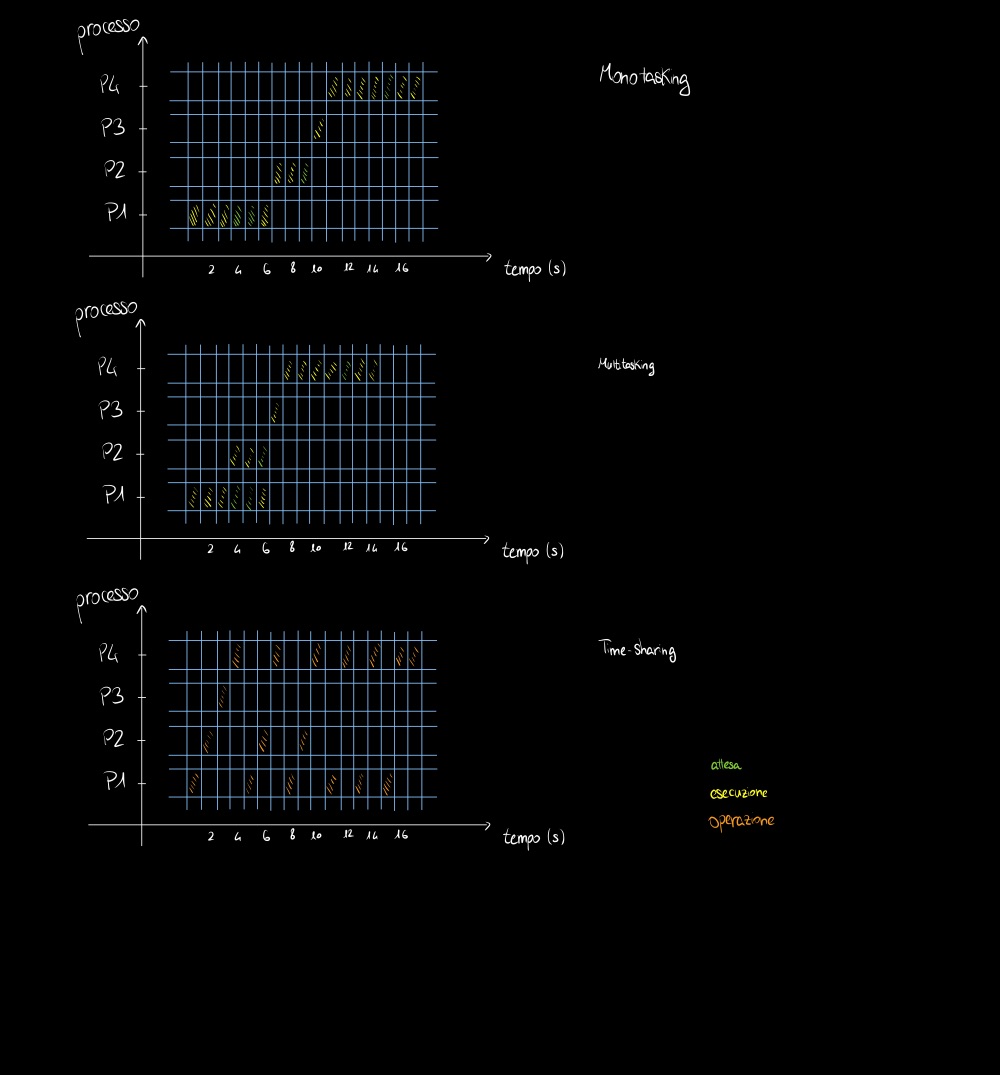 processo
Monotasking
P4
P3
P2
P1
2 4 6 8 10 12 14 16
tempo (s)
processo
Multitasking
P4
P3
P2
P1
2 4 6 8 10 12 14 16
tempo (s)
processo
Time-sharing
P4
P3
P2
P1
2 4 6 8 10 12 14 16
tempo (s)
attesa
esecuzione
operazione